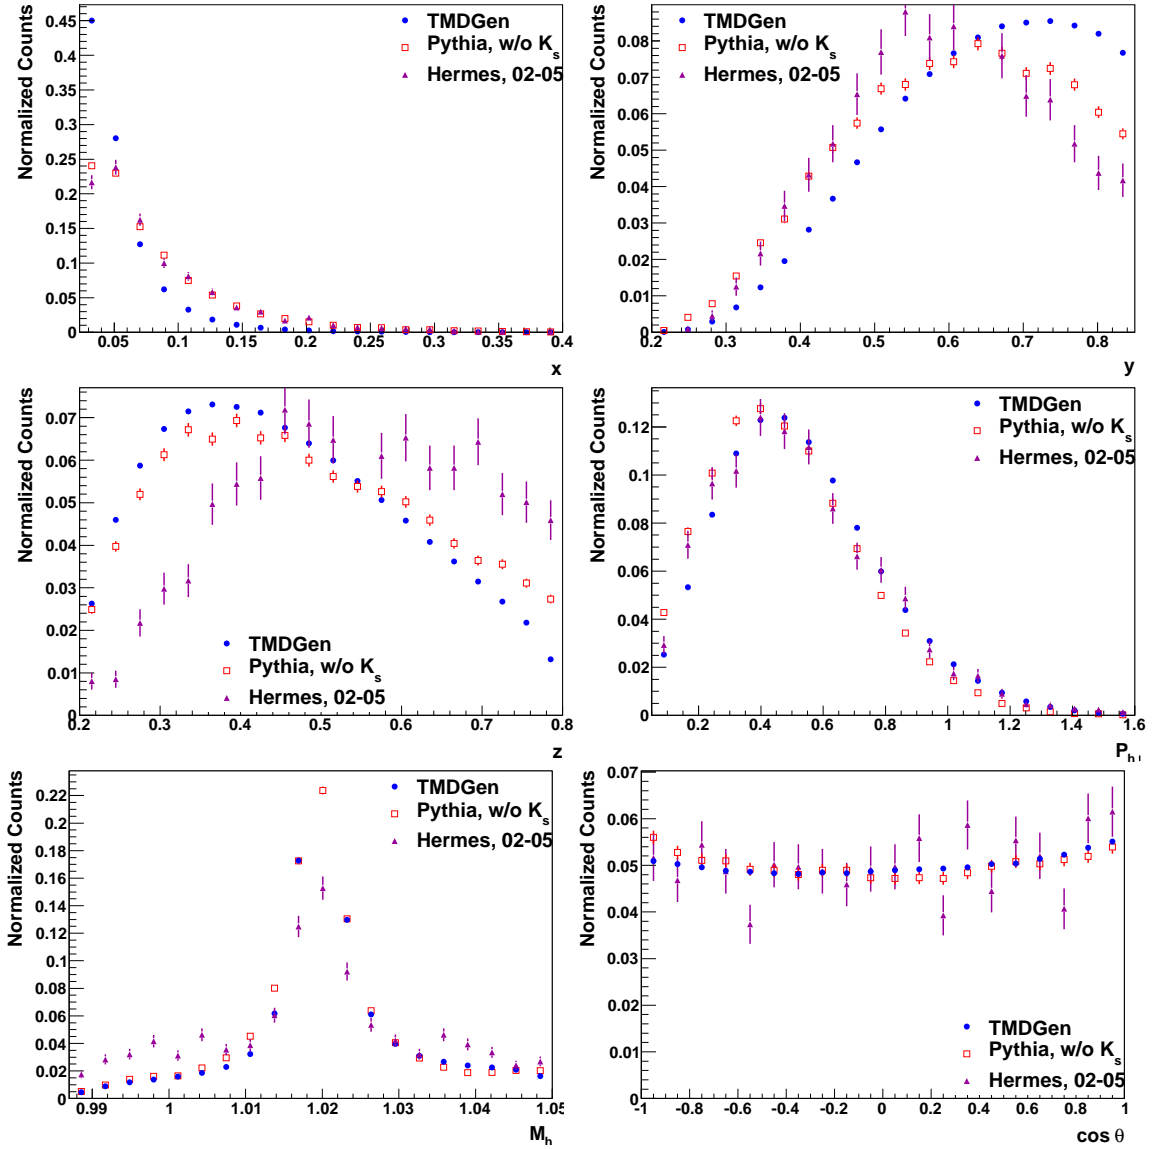 Normalized Counts
0.45
0.4
0.35
0.3
0.25
0.2
0.15
0.1
0.05
0
TMDGen
Pythia, w/o Ks
Hermes, 02-05
0.05 0.1 0.15 0.2 0.25 0.3 0.35 0.4
x
Normalized Counts
0.08
0.06
0.04
0.02
0
TMDGen
Pythia, w/o Ks
Hermes, 02-05
0.2 0.3 0.4 0.5 0.6 0.7 0.8
y
Normalized Counts
0.07
0.06
0.05
0.04
0.03
0.02
0.01
0
TMDGen
Pythia, w/o Ks
Hermes, 02-05
0.2 0.3 0.4 0.5 0.6 0.7 0.8
z
Normalized Counts
0.12
0.1
0.08
0.06
0.04
0.02
0
TMDGen
Pythia, w/o Ks
Hermes, 02-05
0.2 0.4 0.6 0.8 1 1.2 1.4 1.6
Ph⊥
Normalized Counts
0.22
0.2
0.18
0.16
0.14
0.12
0.1
0.08
0.06
0.04
0.02
0
TMDGen
Pythia, w/o Ks
Hermes, 02-05
0.99 1 1.01 1.02 1.03 1.04 1.05
Mh
Normalized Counts
0.07
0.06
0.05
0.04
0.03
0.02
0.01
0
TMDGen
Pythia, w/o Ks
Hermes, 02-05
-1 -0.8 -0.6 -0.4 -0.2 0 0.2 0.4 0.6 0.8 1
cos θ